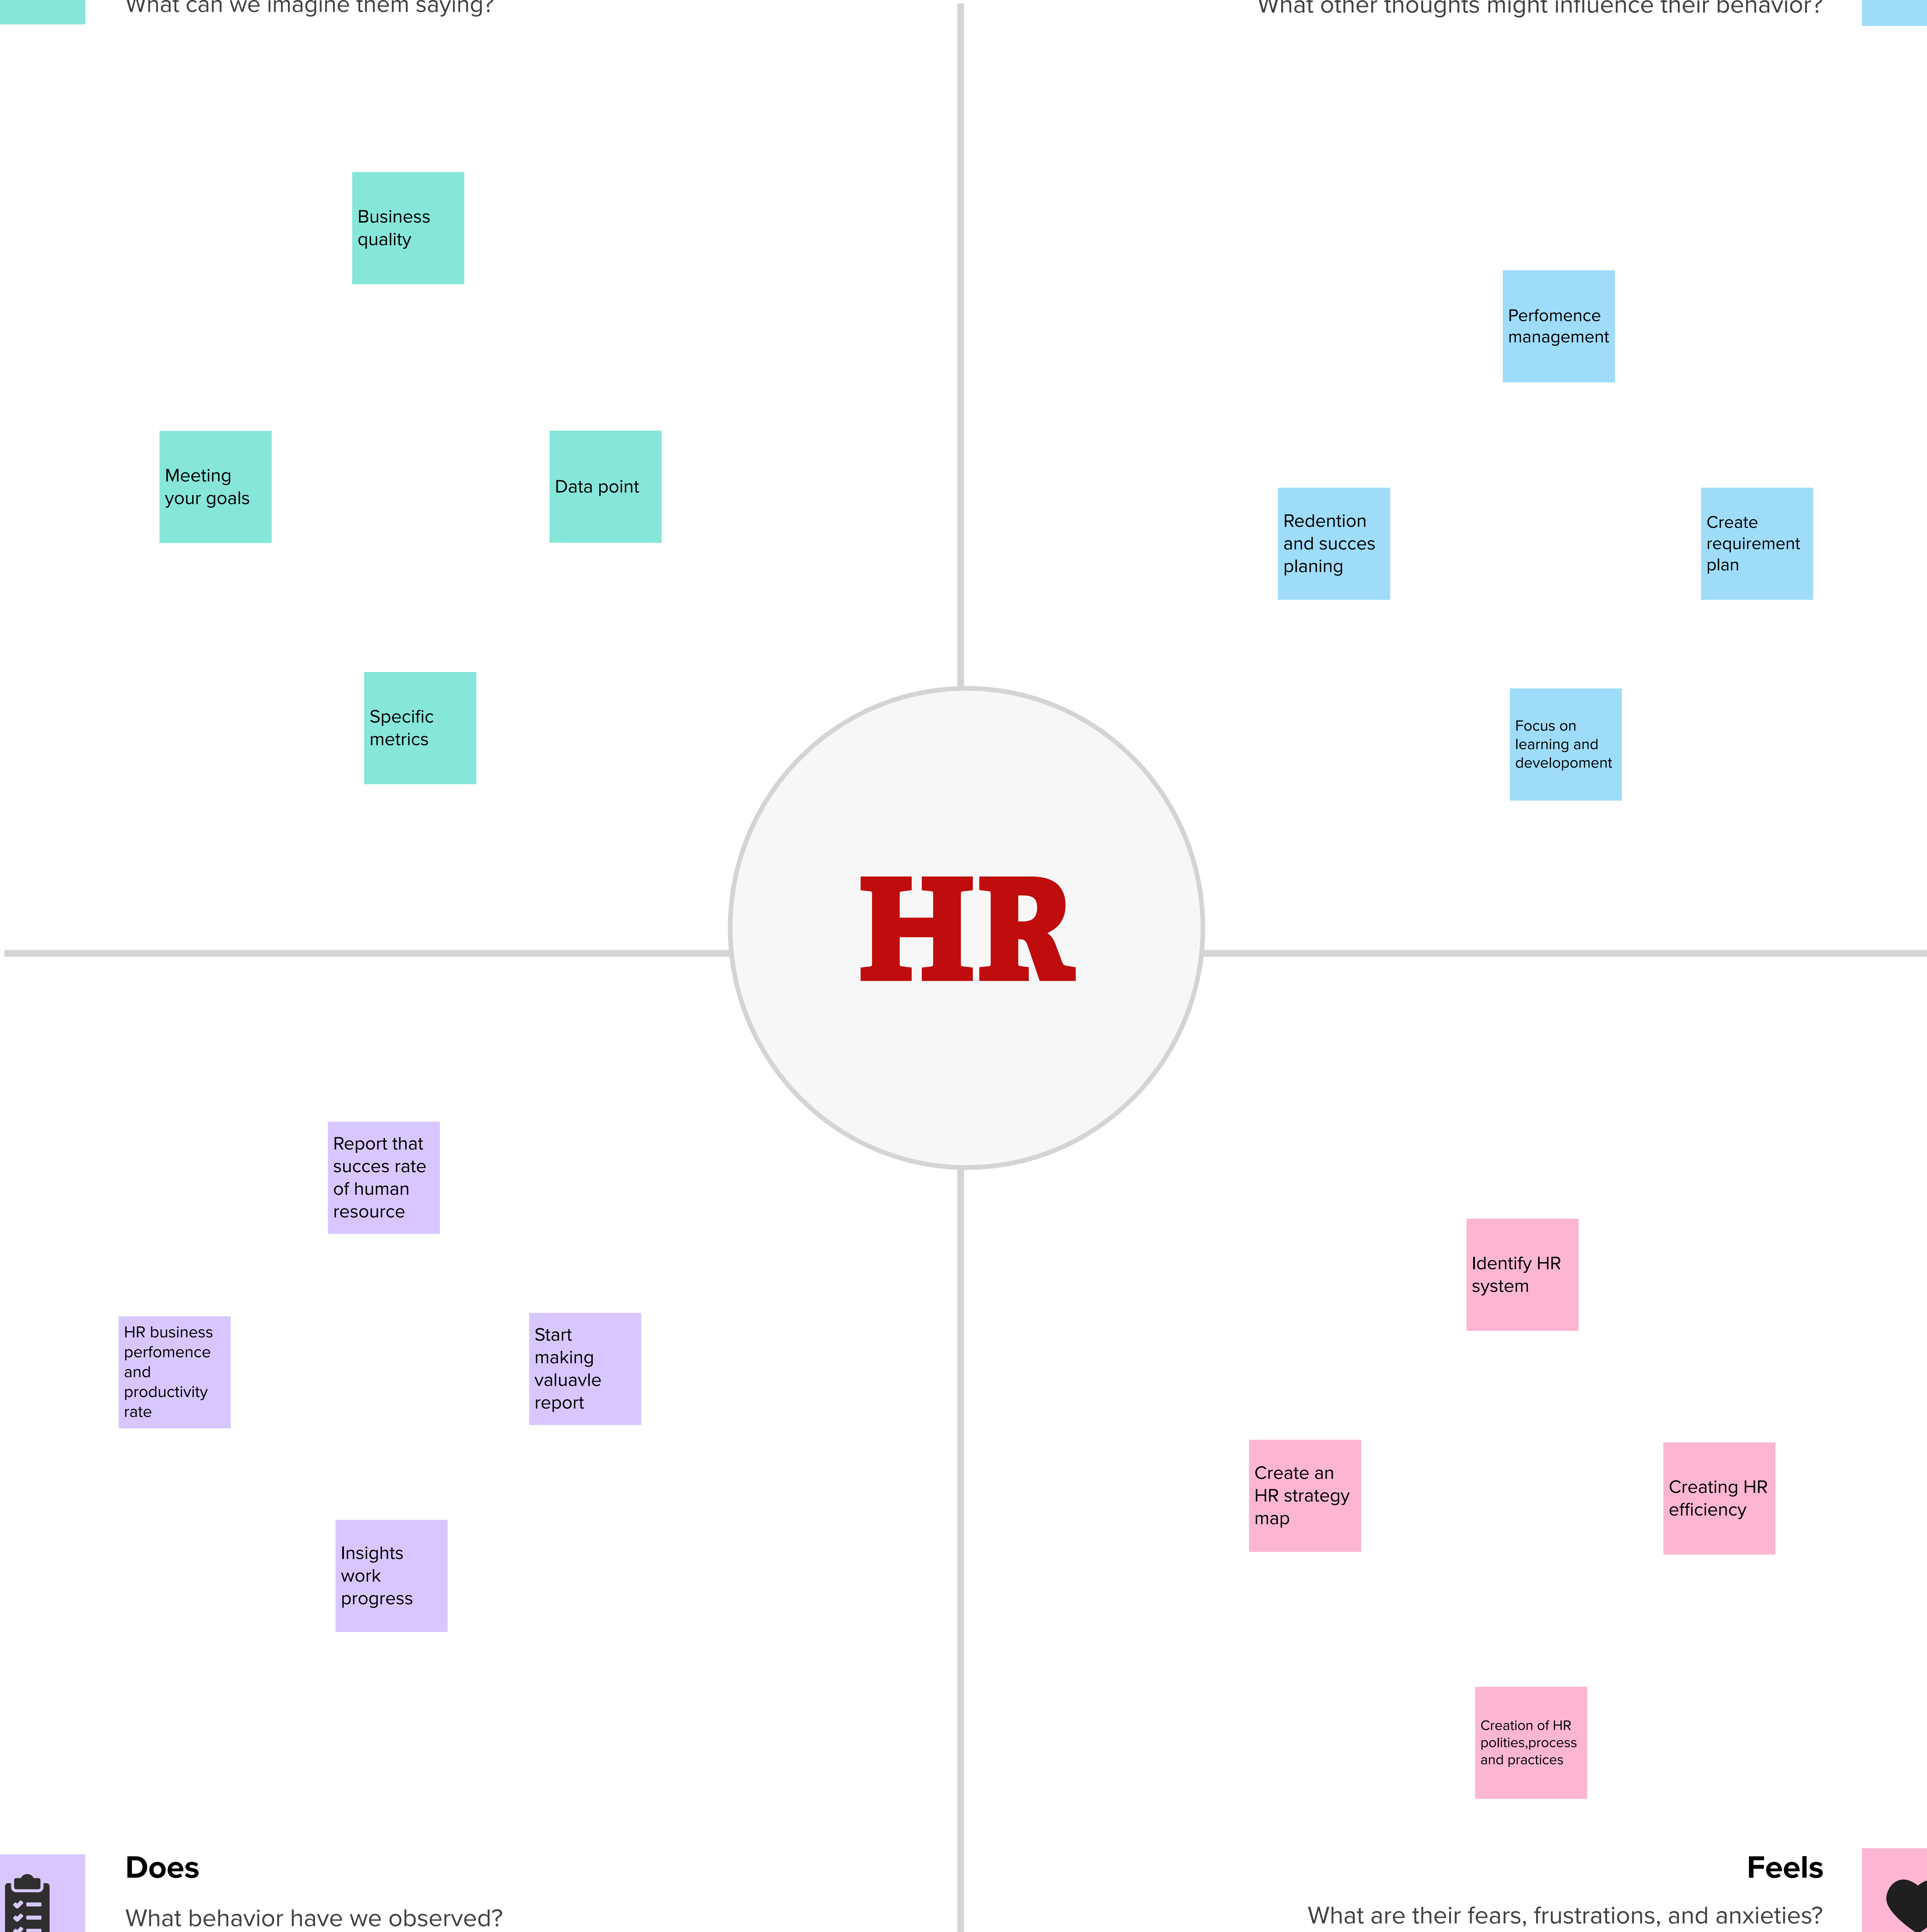 What can we imagine them saying?
What other thoughts might influence their behavior?
Business
quality
Meeting
your goals
Data point
Specific
metrics
Perfomence
management
Redention
and succes
planing
Create
requirement
plan
Focus on
learning and
developoment
HR
Report that
succes rate
of human
resource
HR business
perfomence
and
productivity
rate
Start
making
valuavle
report
Insights
work
progress
Identify HR
system
Create an
HR strategy
map
Creating HR
efficiency
Creation of HR
polities,process
and practices
Does
What behavior have we observed?
Feels
What are their fears, frustrations, and anxieties?